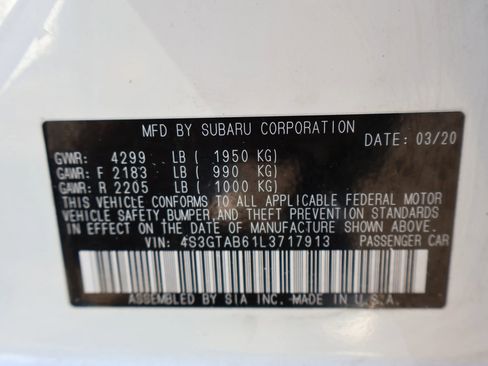 MFD BY SUBARU CORPORATION
DATE: 03/20
GVWR: 4299 LB ( 1950 KG)
GAWR: F 2183 LB ( 990 KG)
GAWR: R 2205 LB ( 1000 KG)
THIS VEHICLE CONFORMS TO ALL APPLICABLE FEDERAL MOTOR
VEHICLE SAFETY, BUMPER, AND THEFT PREVENTION STANDARDS
IN EFFECT ON THE DATE OF MANUFACTURE SHOWN ABOVE.
VIN: 4S3GTAB61L3717913 PASSENGER CAR
ASSEMBLED BY SIA INC. MADE IN U.S.A.